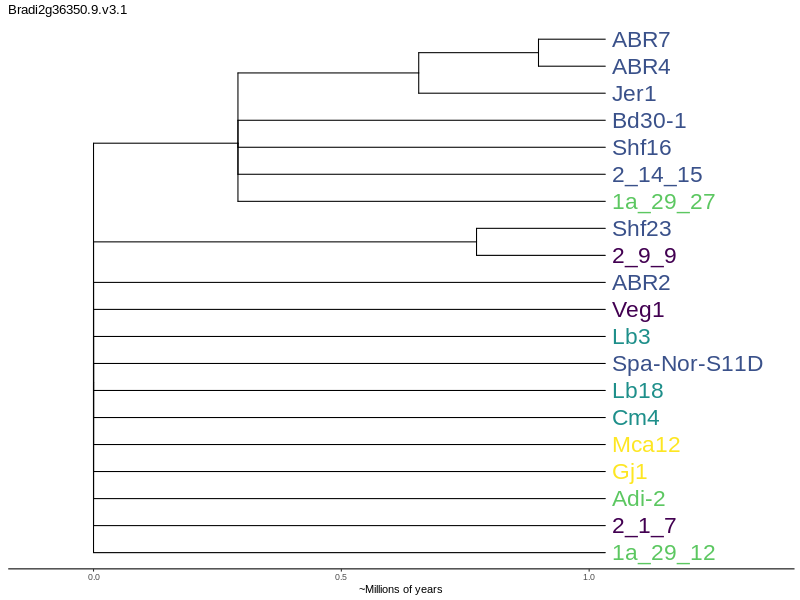 Bradi2g36350.9.v3.1
ABR7
ABR4
Jer1
Bd30-1
Shf16
2_14_15
1a_29_27
Shf23
2_9_9
ABR2
Veg1
Lb3
Spa-Nor-S11D
Lb18
Cm4
Mca12
Gj1
Adi-2
2_1_7
1a_29_12
0.0 0.5 1.0
~Millions of years